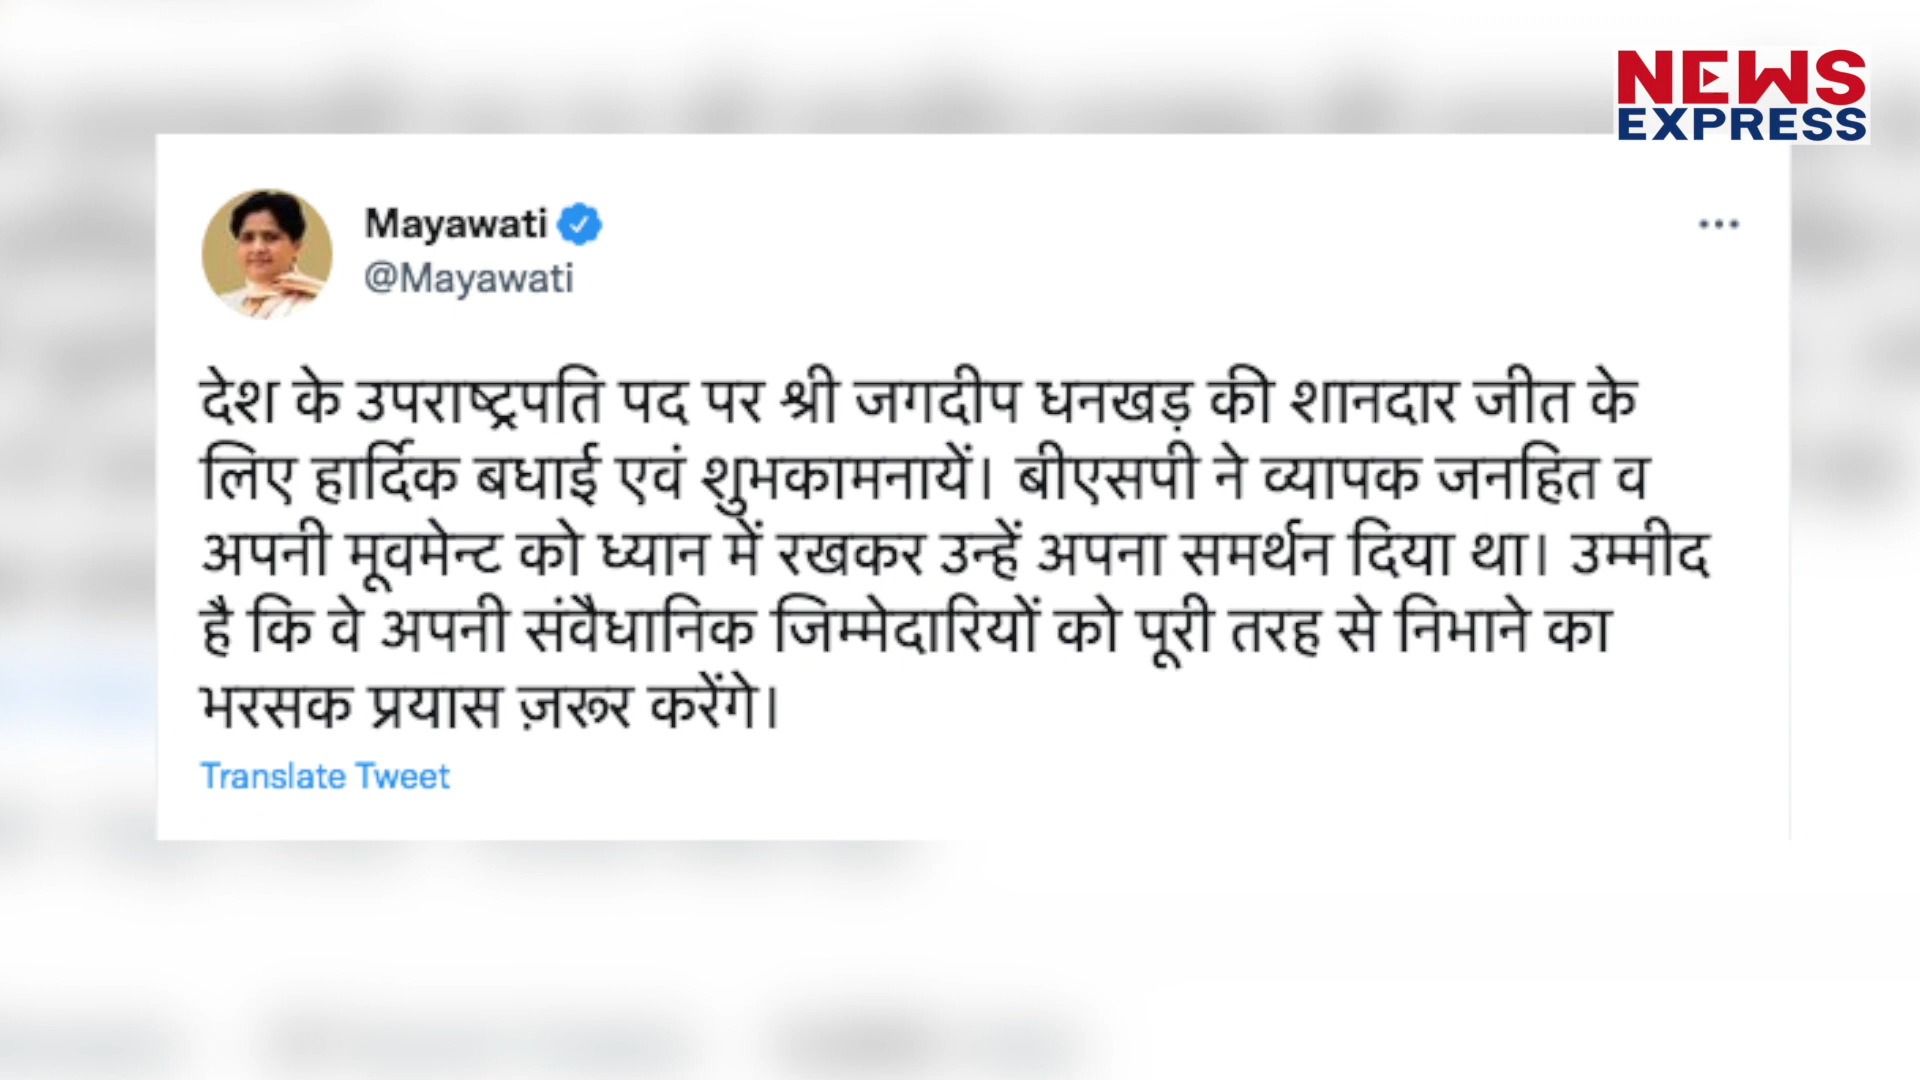 NEWS
EXPRESS
Mayawati
@Mayawati
देश के उपराष्ट्रपति पद पर श्री जगदीप धनखड़ की शानदार जीत के
लिए हार्दिक बधाई एवं शुभकामनायें। बीएसपी ने व्यापक जनहित व
अपनी मूवमेन्ट को ध्यान में रखकर उन्हें अपना समर्थन दिया था। उम्मीद
है कि वे अपनी संवैधानिक जिम्मेदारियों को पूरी तरह से निभाने का
भरसक प्रयास ज़रूर करेंगे।
Translate Tweet